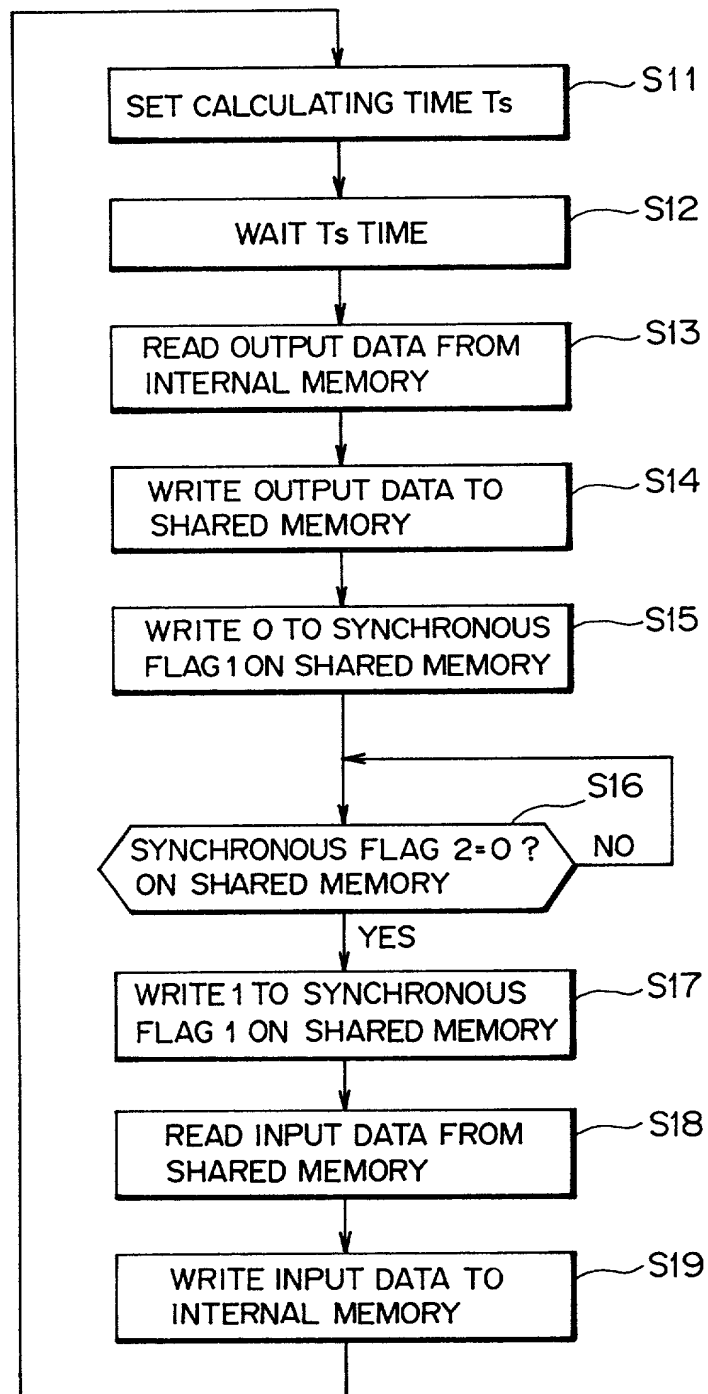 S11
SET CALCULATING TIME Ts
S12
WAIT Ts TIME
S13
READ OUTPUT DATA FROM
INTERNAL MEMORY
S14
WRITE OUTPUT DATA TO
SHARED MEMORY
S15
WRITE 0 TO SYNCHRONOUS
FLAG 1 ON SHARED MEMORY
S16
SYNCHRONOUS FLAG 2=0 ?
ON SHARED MEMORY
NO
YES
S17
WRITE 1 TO SYNCHRONOUS
FLAG 1 ON SHARED MEMORY
S18
READ INPUT DATA FROM
SHARED MEMORY
S19
WRITE INPUT DATA TO
INTERNAL MEMORY